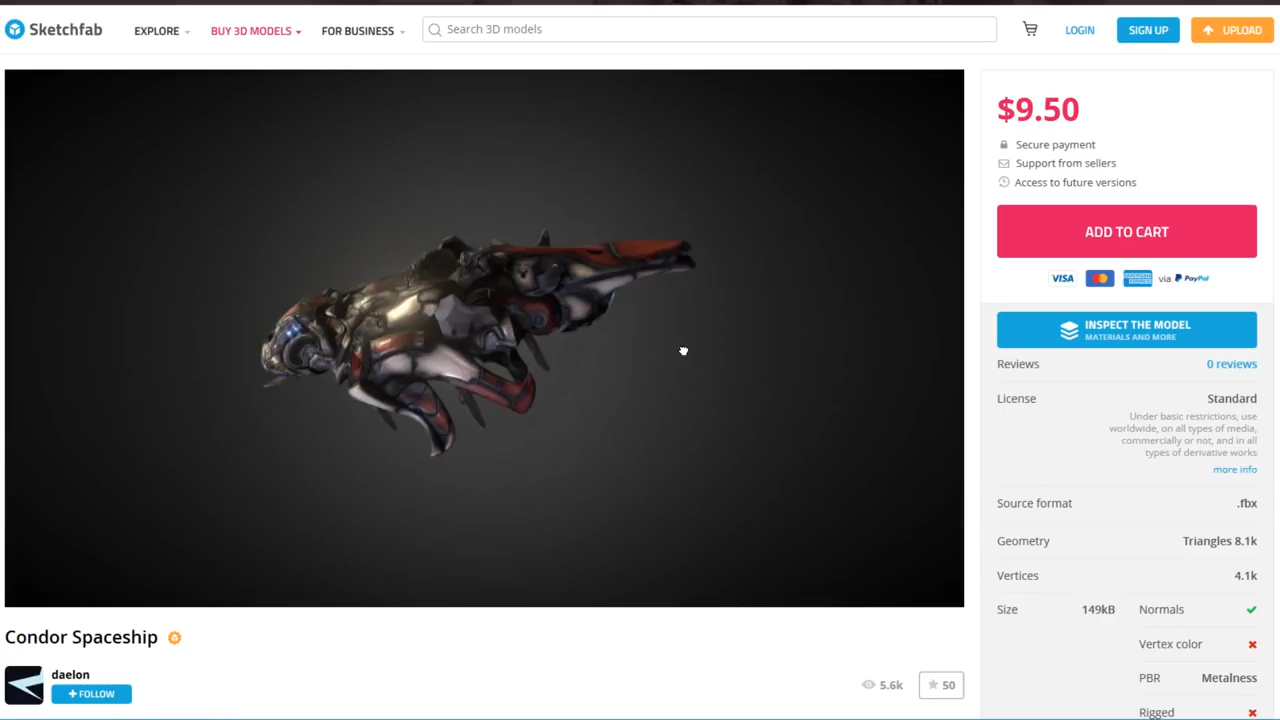 Sketchfab
EXPLORE
BUY 3D MODELS
FOR BUSINESS
Search 3D models
LOGIN
SIGN UP
UPLOAD
$9.50
Secure payment
Support from sellers
Access to future versions
ADD TO CART
VISA
AMERICAN EXPRESS
via PayPal
INSPECT THE MODEL
MATERIALS AND MORE
Reviews 0 reviews
License Standard
Under basic restrictions, use
worldwide, on all types of media,
commercially or not, and in all
types of derivative works
more info
Source format .fbx
Geometry Triangles 8.1k
Vertices 4.1k
Size 149kB
Normals
Vertex color
PBR Metalness
Rigged
Condor Spaceship
daelon
+ FOLLOW
5.6k
50